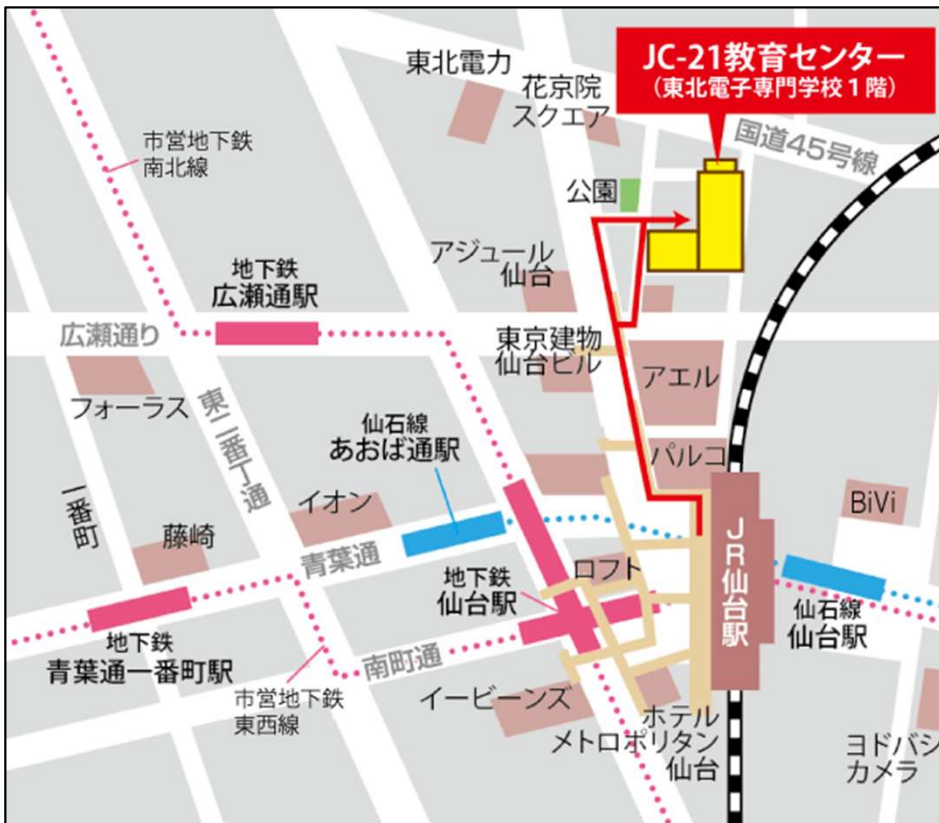 JC-21教育センター
(東北電子専門学校1階)
東北電力
花京院
スクエア
国道45号線
市営地下鉄
南北線
公園
アジュール
仙台
地下鉄
広瀬通駅
広瀬通り
東京建物
仙台ビル
アエル
フォーラス
東二番丁通
仙石線
あおば通駅
パルコ
一番町
藤崎
イオン
青葉通
BiVi
ロフト
JR仙台駅
地下鉄
仙台駅
仙石線
仙台駅
地下鉄
青葉通一番町駅
南町通
市営地下鉄
東西線
イービーンズ
ホテル
メトロポリタン
仙台
ヨドバシ
カメラ